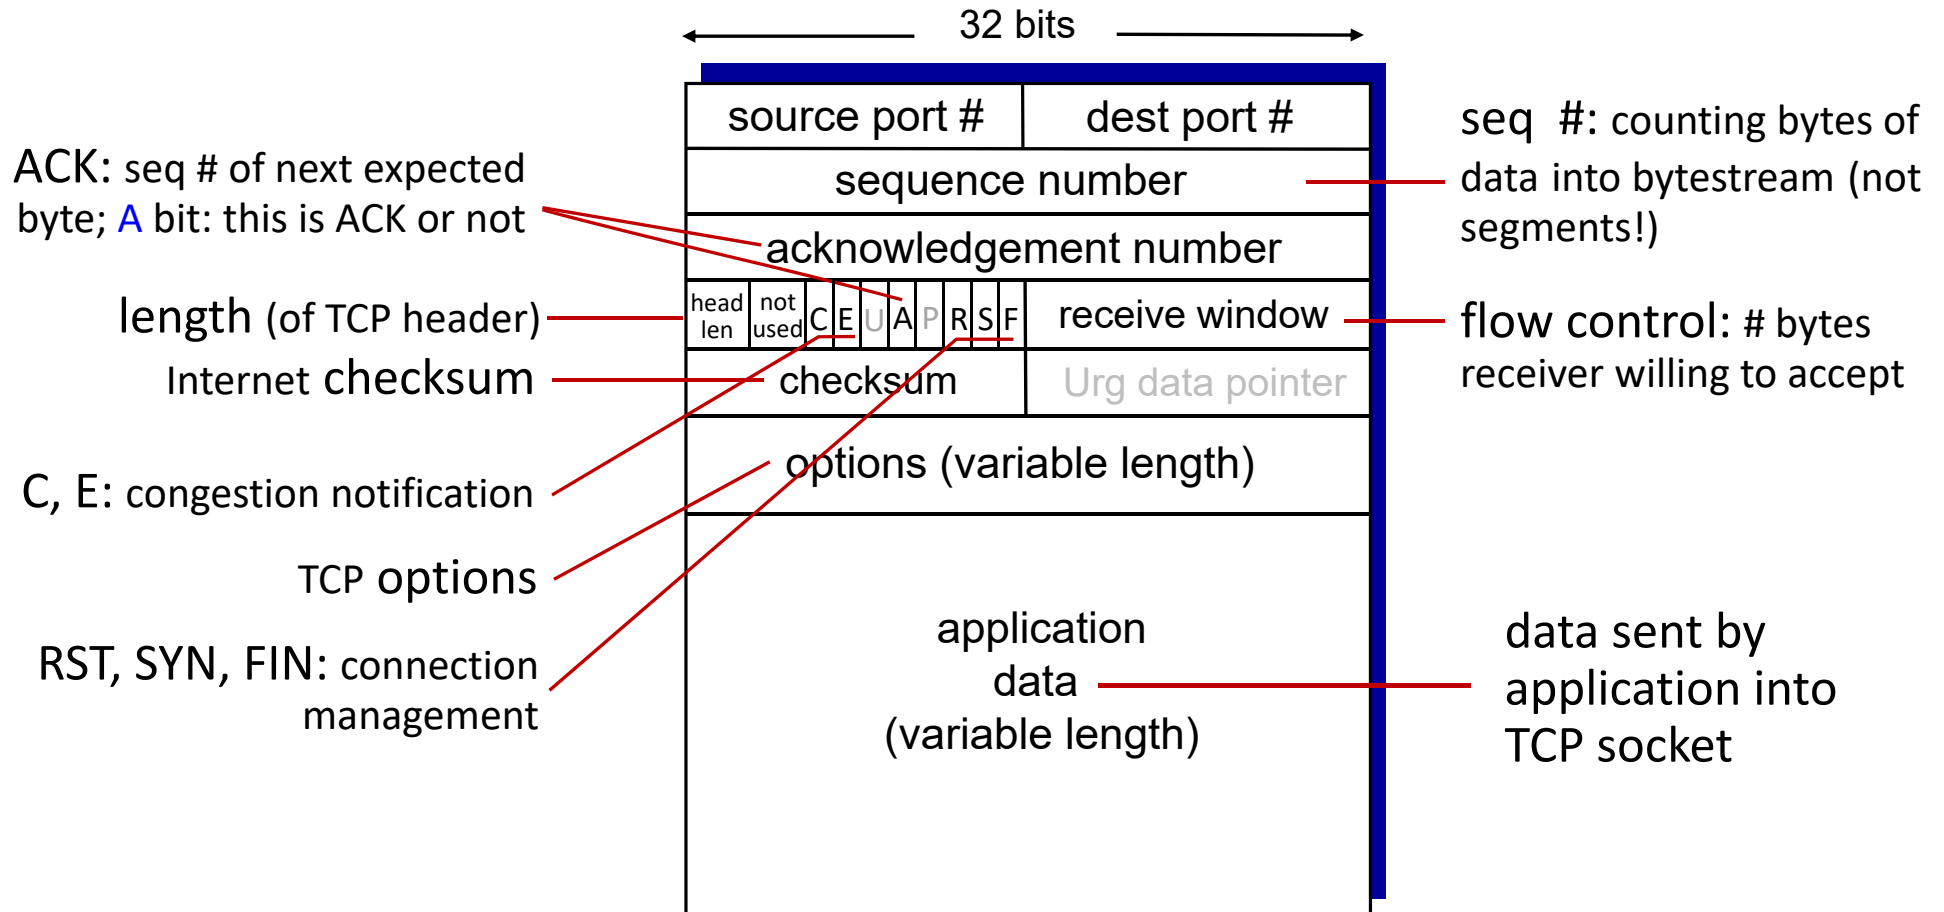 32 bits
source port #
dest port #
sequence number
acknowledgement number
head
len
not
used
C E U A P R S F
receive window
checksum
Urg data pointer
options (variable length)
application
data
(variable length)
ACK: seq # of next expected
byte; A bit: this is ACK or not
length (of TCP header)
Internet checksum
C, E: congestion notification
TCP options
RST, SYN, FIN: connection
management
seq #: counting bytes of
data into bytestream (not
segments!)
flow control: # bytes
receiver willing to accept
data sent by
application into
TCP socket